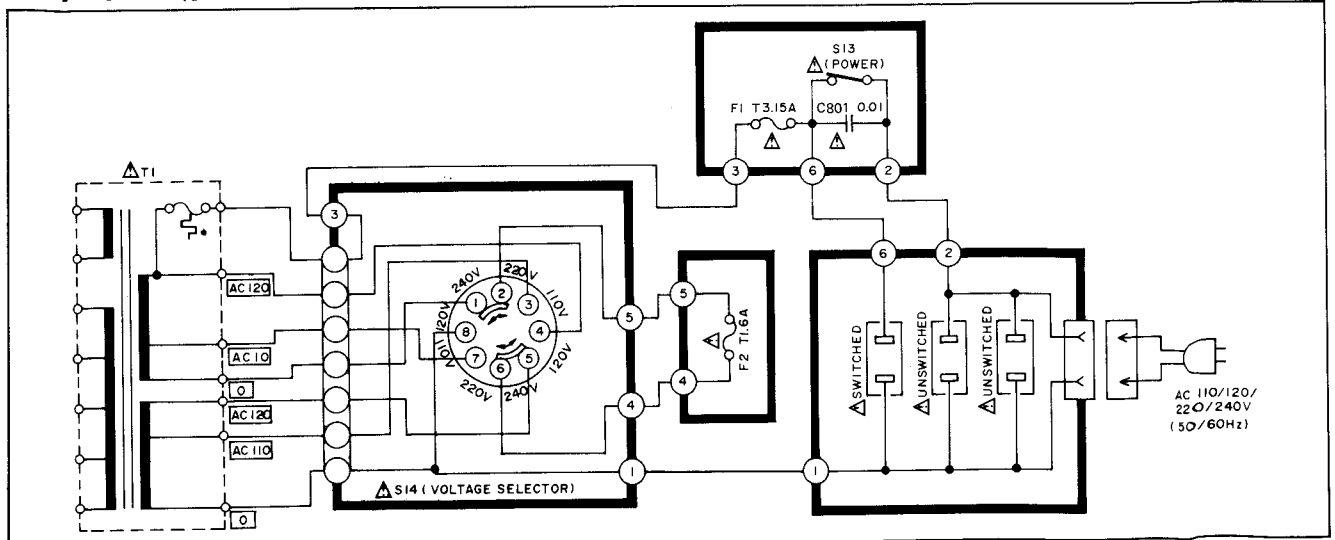 S13
⚠(POWER)
F1 T3.15A C801 0.01
⚠ ⚠
3 6 2
⚠T1
AC120
AC110
0
AC120
AC110
0
3
240V 220V 110V 120V 240V 220V 110V 120V
1 2 3 4 5 6 7 8
5
4
1
⚠S14 (VOLTAGE SELECTOR)
5
4
⚠ F2 T1.6A
6 2
⚠SWITCHED
⚠UNSWITCHED
⚠UNSWITCHED
1
AC 110/120/
220/240V
(50/60Hz)